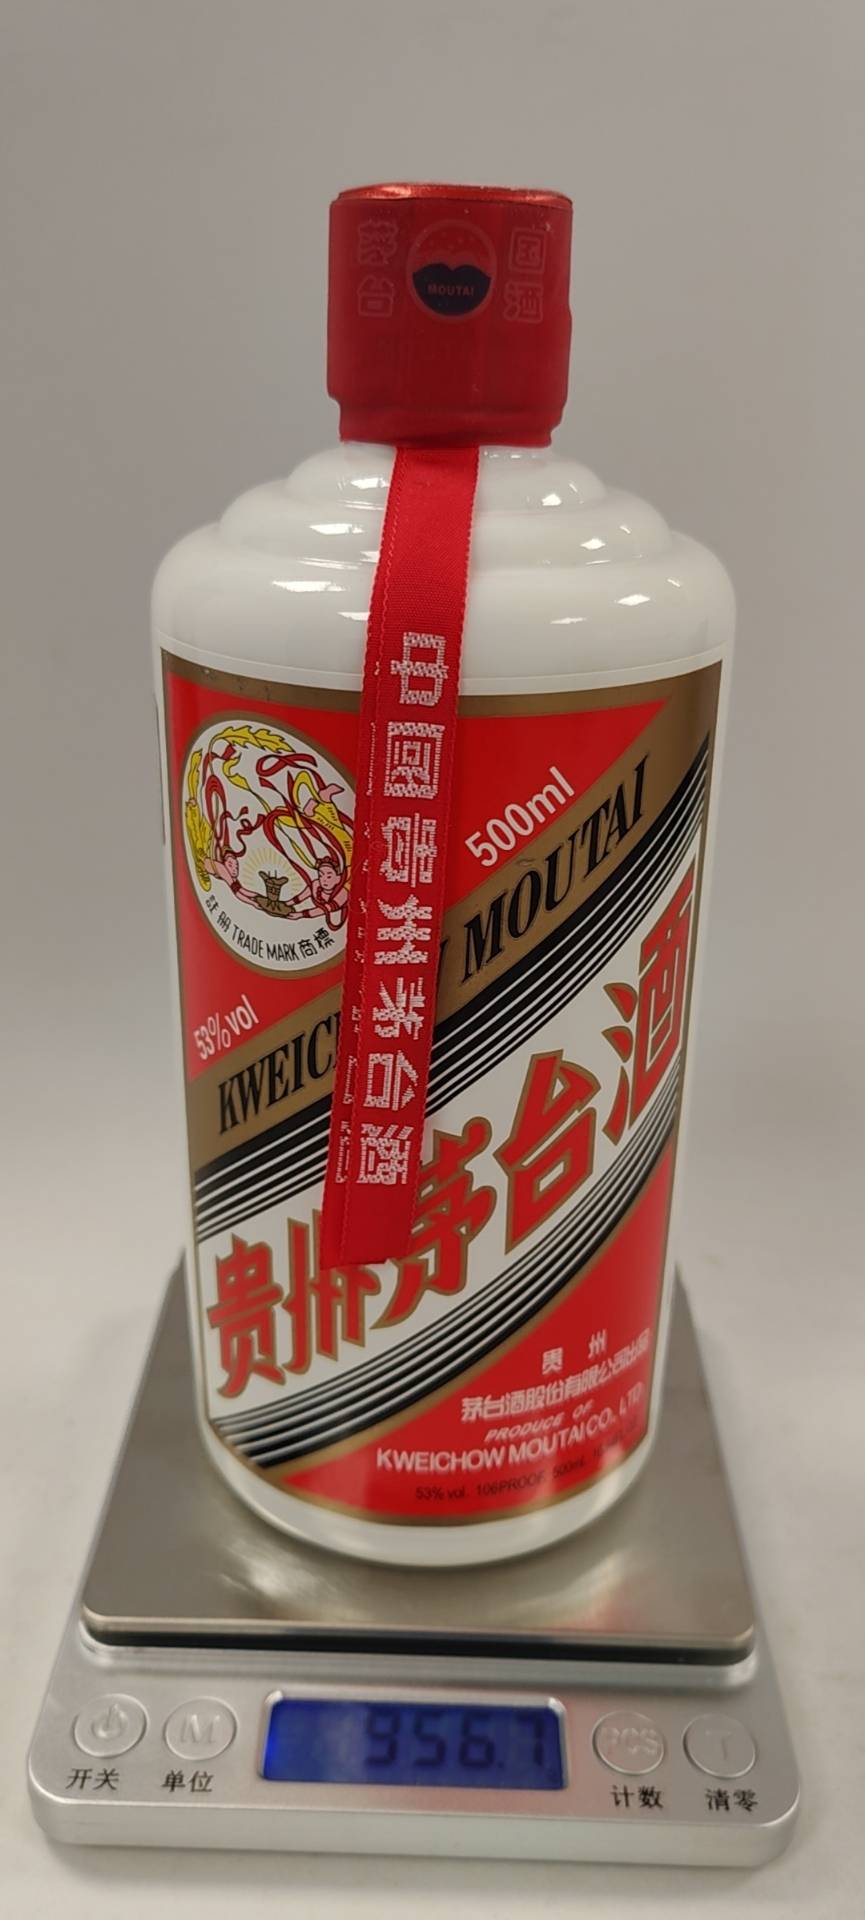 国酒
茅台
MOUTAI
中國貴州茅台酒
500ml
註册 TRADE MARK 商標
53%vol
MOUTAI
贵州茅台酒
贵州
茅台酒股份有限公司出品
PRODUCE OF
KWEICHOW MOUTAI CO., LTD
53% vol. 106PROOF 500mL
956.7
M
PCS
T
开关
单位
计数
清零